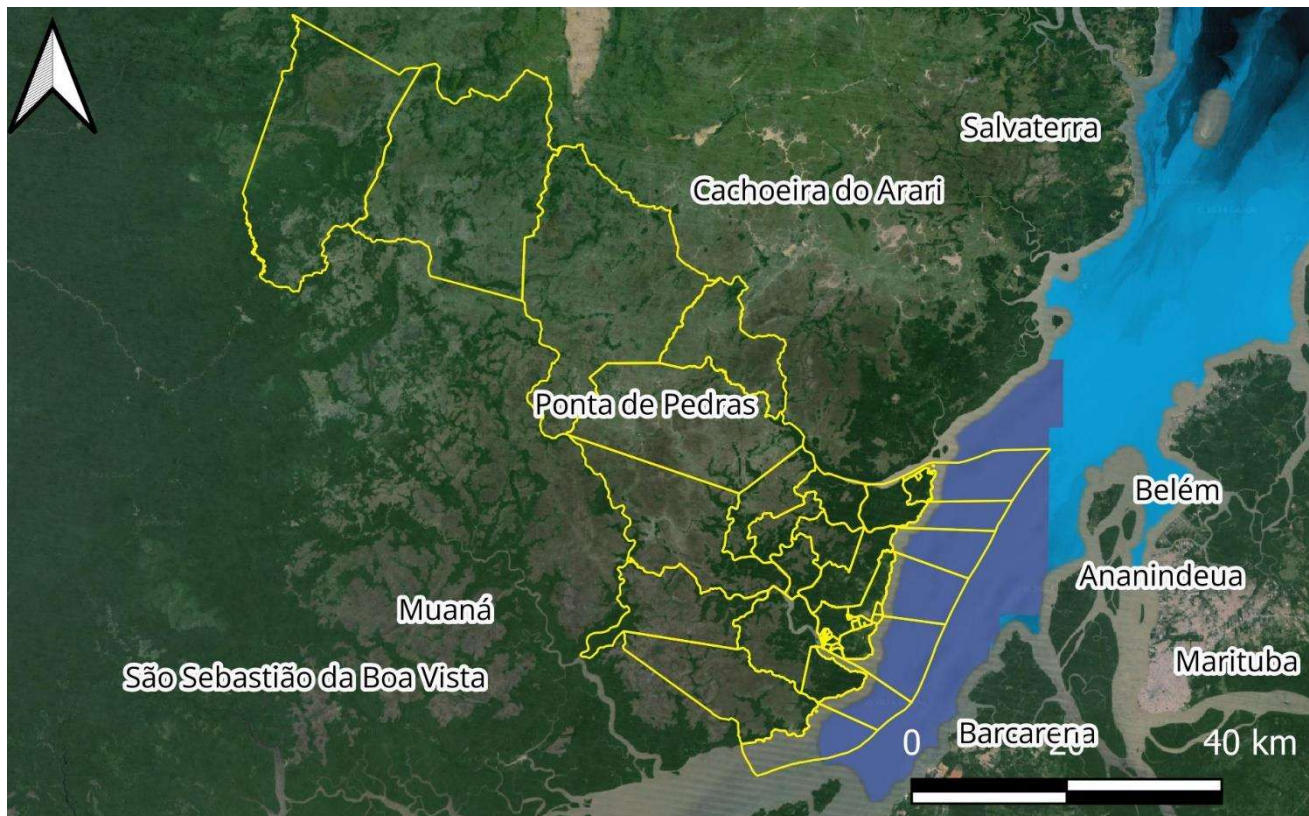 Salvaterra
Cachoeira do Arari
Ponta de Pedras
Belém
Ananindeua
Muaná
Marituba
São Sebastião da Boa Vista
Barcarena
0 20 40 km